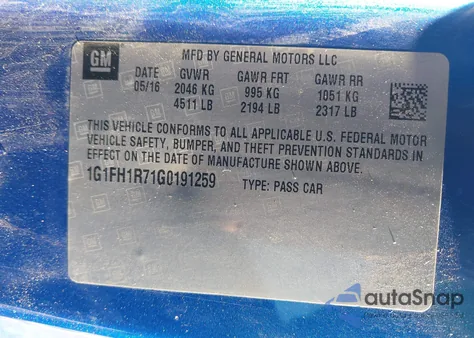 GM
MFD BY GENERAL MOTORS LLC
DATE GVWR GAWR FRT GAWR RR
05/16 2046 KG 995 KG 1051 KG
4511 LB 2194 LB 2317 LB
THIS VEHICLE CONFORMS TO ALL APPLICABLE U.S. FEDERAL MOTOR
VEHICLE SAFETY, BUMPER, AND THEFT PREVENTION STANDARDS IN
EFFECT ON THE DATE OF MANUFACTURE SHOWN ABOVE.
1G1FH1R71G0191259 TYPE: PASS CAR
autoSnap